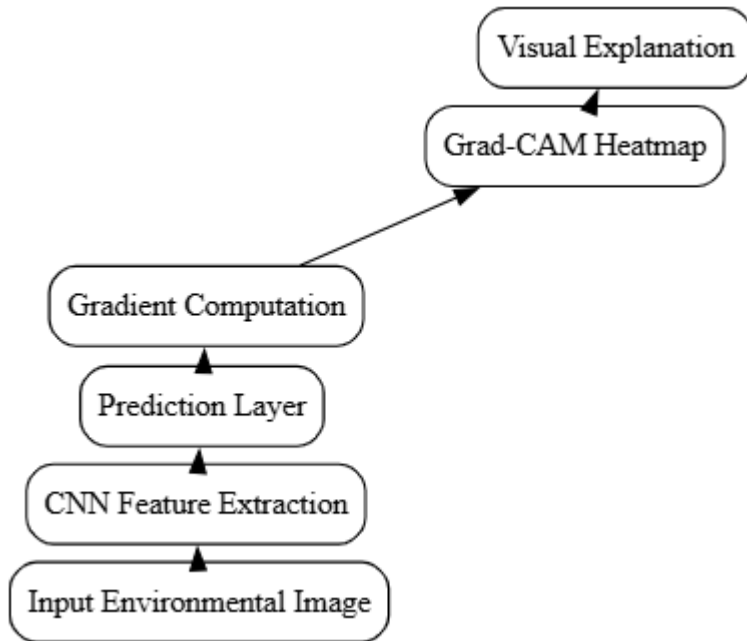 Visual Explanation
Grad-CAM Heatmap
Gradient Computation
Prediction Layer
CNN Feature Extraction
Input Environmental Image